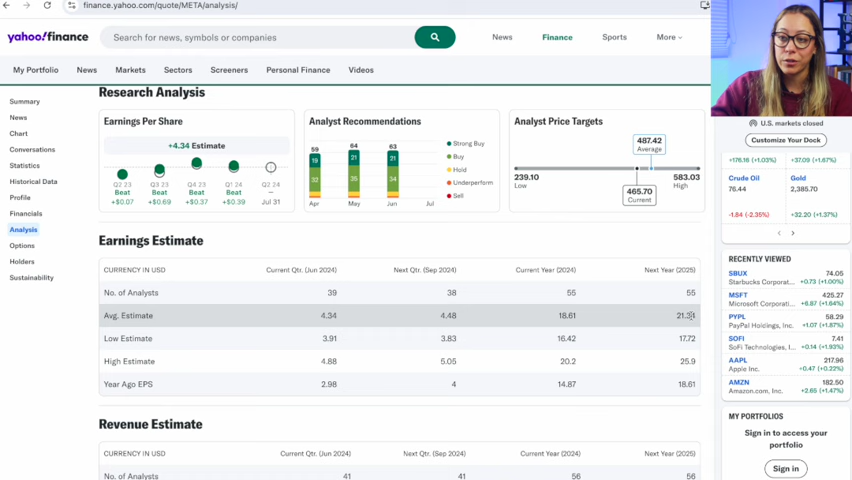 finance.yahoo.com/quote/META/analysis/
yahoo!finance
Search for news, symbols or companies
News Finance Sports More
My Portfolio News Markets Sectors Screeners Personal Finance Videos
Summary
News
Chart
Conversations
Statistics
Historical Data
Profile
Financials
Analysis
Options
Holders
Sustainability
Research Analysis
Earnings Per Share
+4.34 Estimate
Q2 23 Q3 23 Q4 23 Q1 24 Q2 24
Beat Beat Beat Beat —
+$0.07 +$0.69 +$0.37 +$0.39 Jul 31
Analyst Recommendations
59 64 63
19 21 21
32 35 34
Apr May Jun Jul
Strong Buy
Buy
Hold
Underperform
Sell
Analyst Price Targets
487.42
Average
239.10 583.03
Low High
465.70
Current
Earnings Estimate
CURRENCY IN USD Current Qtr. (Jun 2024) Next Qtr. (Sep 2024) Current Year (2024) Next Year (2025)
No. of Analysts 39 38 55 55
Avg. Estimate 4.34 4.48 18.61 21.34
Low Estimate 3.91 3.83 16.42 17.72
High Estimate 4.88 5.05 20.2 25.9
Year Ago EPS 2.98 4 14.87 18.61
Revenue Estimate
CURRENCY IN USD Current Qtr. (Jun 2024) Next Qtr. (Sep 2024) Current Year (2024) Next Year (2025)
No. of Analysts 41 41 56 56
U.S. markets closed
Customize Your Dock
+176.16 (+1.03%) +37.09 (+1.67%)
Crude Oil Gold
76.44 2,385.70
-1.84 (-2.35%) +32.20 (+1.37%)
RECENTLY VIEWED
SBUX 74.05
Starbucks Corporat... +0.73 (+1.00%)
MSFT 425.27
Microsoft Corporati... +6.87 (+1.64%)
PYPL 58.29
PayPal Holdings, Inc. +1.07 (+1.87%)
SOFI 7.41
SoFi Technologies, I... +0.14 (+1.93%)
AAPL 217.96
Apple Inc. +0.47 (+0.22%)
AMZN 182.50
Amazon.com, Inc. +2.65 (+1.47%)
MY PORTFOLIOS
Sign in to access your
portfolio
Sign in